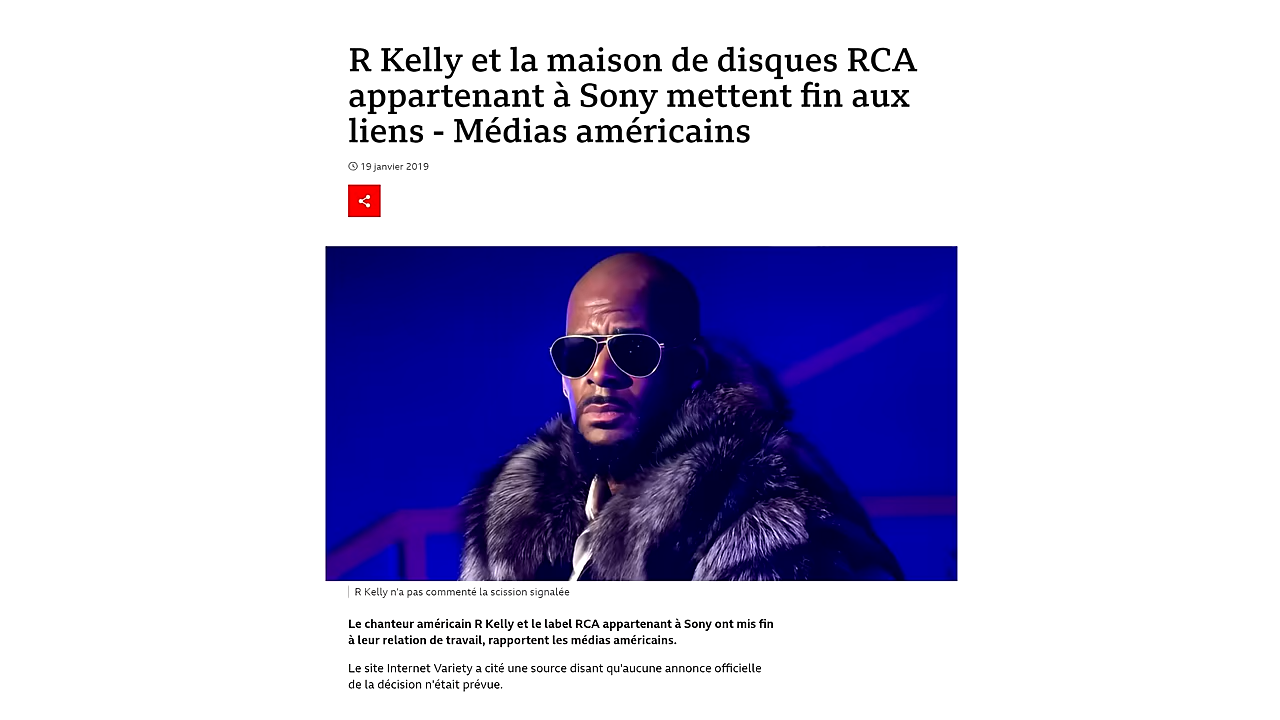 R Kelly et la maison de disques RCA
appartenant à Sony mettent fin aux
liens - Médias américains
19 janvier 2019
R Kelly n'a pas commenté la scission signalée
Le chanteur américain R Kelly et le label RCA appartenant à Sony ont mis fin
à leur relation de travail, rapportent les médias américains.
Le site Internet Variety a cité une source disant qu'aucune annonce officielle
de la décision n'était prévue.